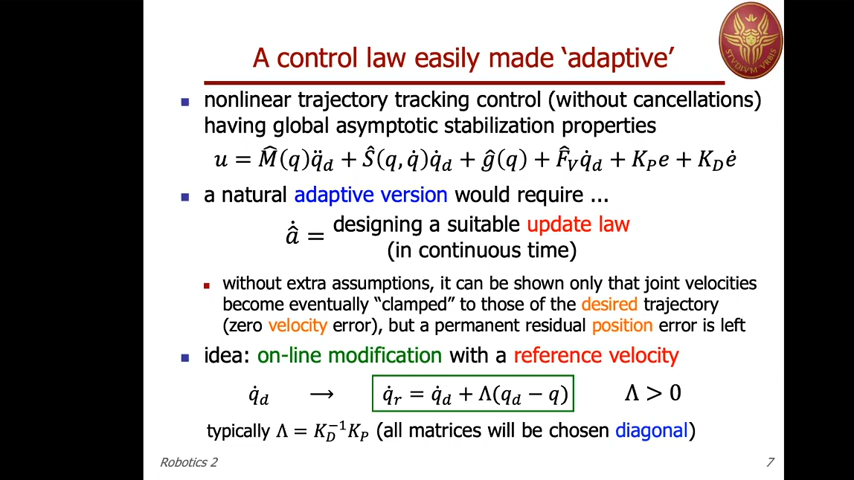 A control law easily made ‘adaptive’
nonlinear trajectory tracking control (without cancellations)
having global asymptotic stabilization properties
u = M̂(q)q̈_d + Ŝ(q, q̇)q̇_d + ĝ(q) + F̂_V q̇_d + K_P e + K_D ė
a natural adaptive version would require ...
â̇ = designing a suitable update law
(in continuous time)
without extra assumptions, it can be shown only that joint velocities
become eventually “clamped” to those of the desired trajectory
(zero velocity error), but a permanent residual position error is left
idea: on-line modification with a reference velocity
q̇_d → q̇_r = q̇_d + Λ(q_d − q) Λ > 0
typically Λ = K_D⁻¹K_P (all matrices will be chosen diagonal)
Robotics 2 7